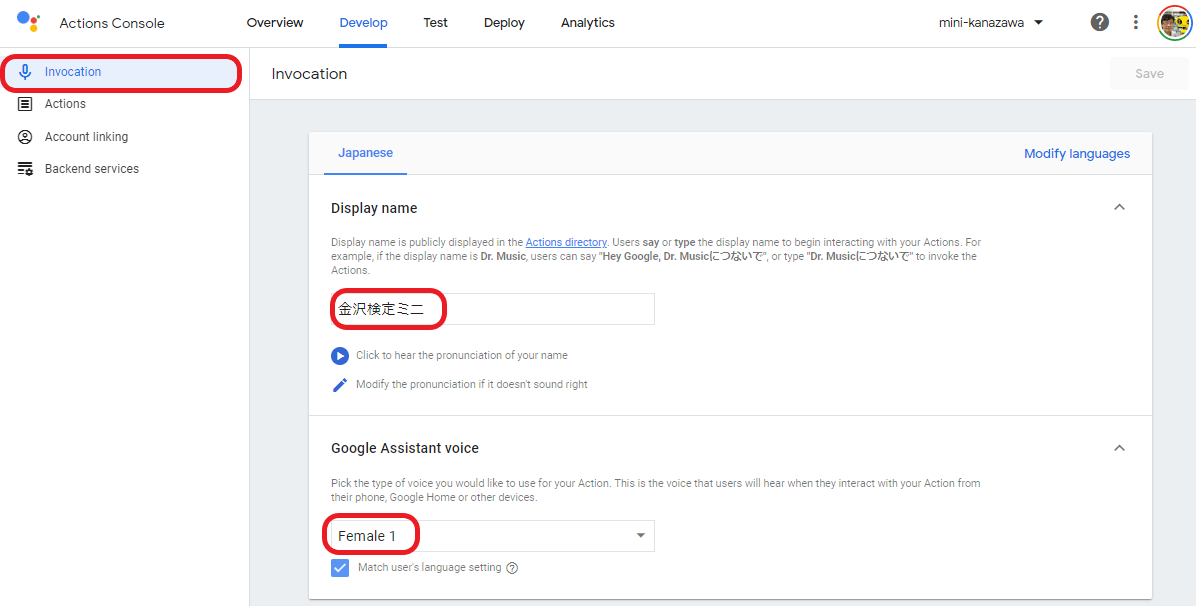 Actions Console
Overview
Develop
Test
Deploy
Analytics
mini-kanazawa
Invocation
Actions
Account linking
Backend services
Invocation
Save
Japanese
Modify languages
Display name
Display name is publicly displayed in the Actions directory. Users say or type the display name to begin interacting with your Actions. For
example, if the display name is Dr. Music, users can say "Hey Google, Dr. Musicにつないで", or type "Dr. Musicにつないで" to invoke the
Actions.
金沢検定ミニ
Click to hear the pronunciation of your name
Modify the pronunciation if it doesn't sound right
Google Assistant voice
Pick the type of voice you would like to use for your Action. This is the voice that users will hear when they interact with your Action from
their phone, Google Home or other devices.
Female 1
Match user's language setting